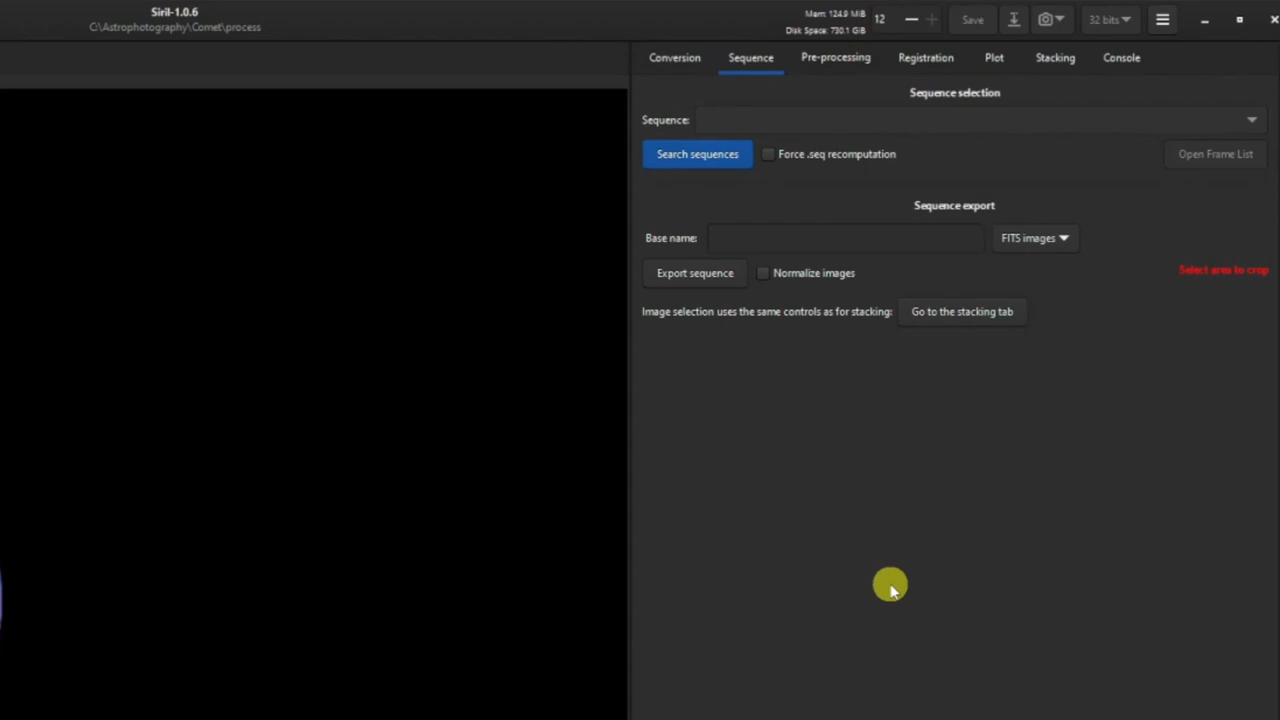 Siril-1.0.6
C:\Astrophotography\Comet\process
Mem: 124.9 MiB
Disk Space: 730.1 GiB
12
Save
32 bits
Conversion
Sequence
Pre-processing
Registration
Plot
Stacking
Console
Sequence selection
Sequence:
Search sequences
Force .seq recomputation
Open Frame List
Sequence export
Base name:
FITS images
Export sequence
Normalize images
Select area to crop
Image selection uses the same controls as for stacking:
Go to the stacking tab